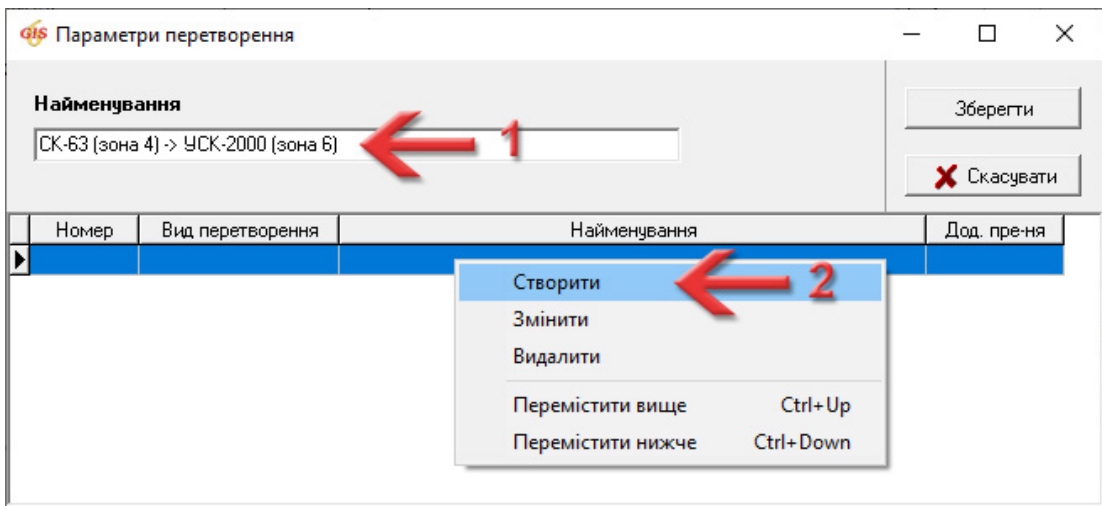 GIS 6 Параметри перетворення
Найменування
Зберегти
СК-63 (зона 4) -> УСК-2000 (зона 6)
1
Скасувати
Номер Вид перетворення Найменування Дод. пре-ня
Створити
2
Змінити
Видалити
Перемістити вище Ctrl+Up
Перемістити нижче Ctrl+Down